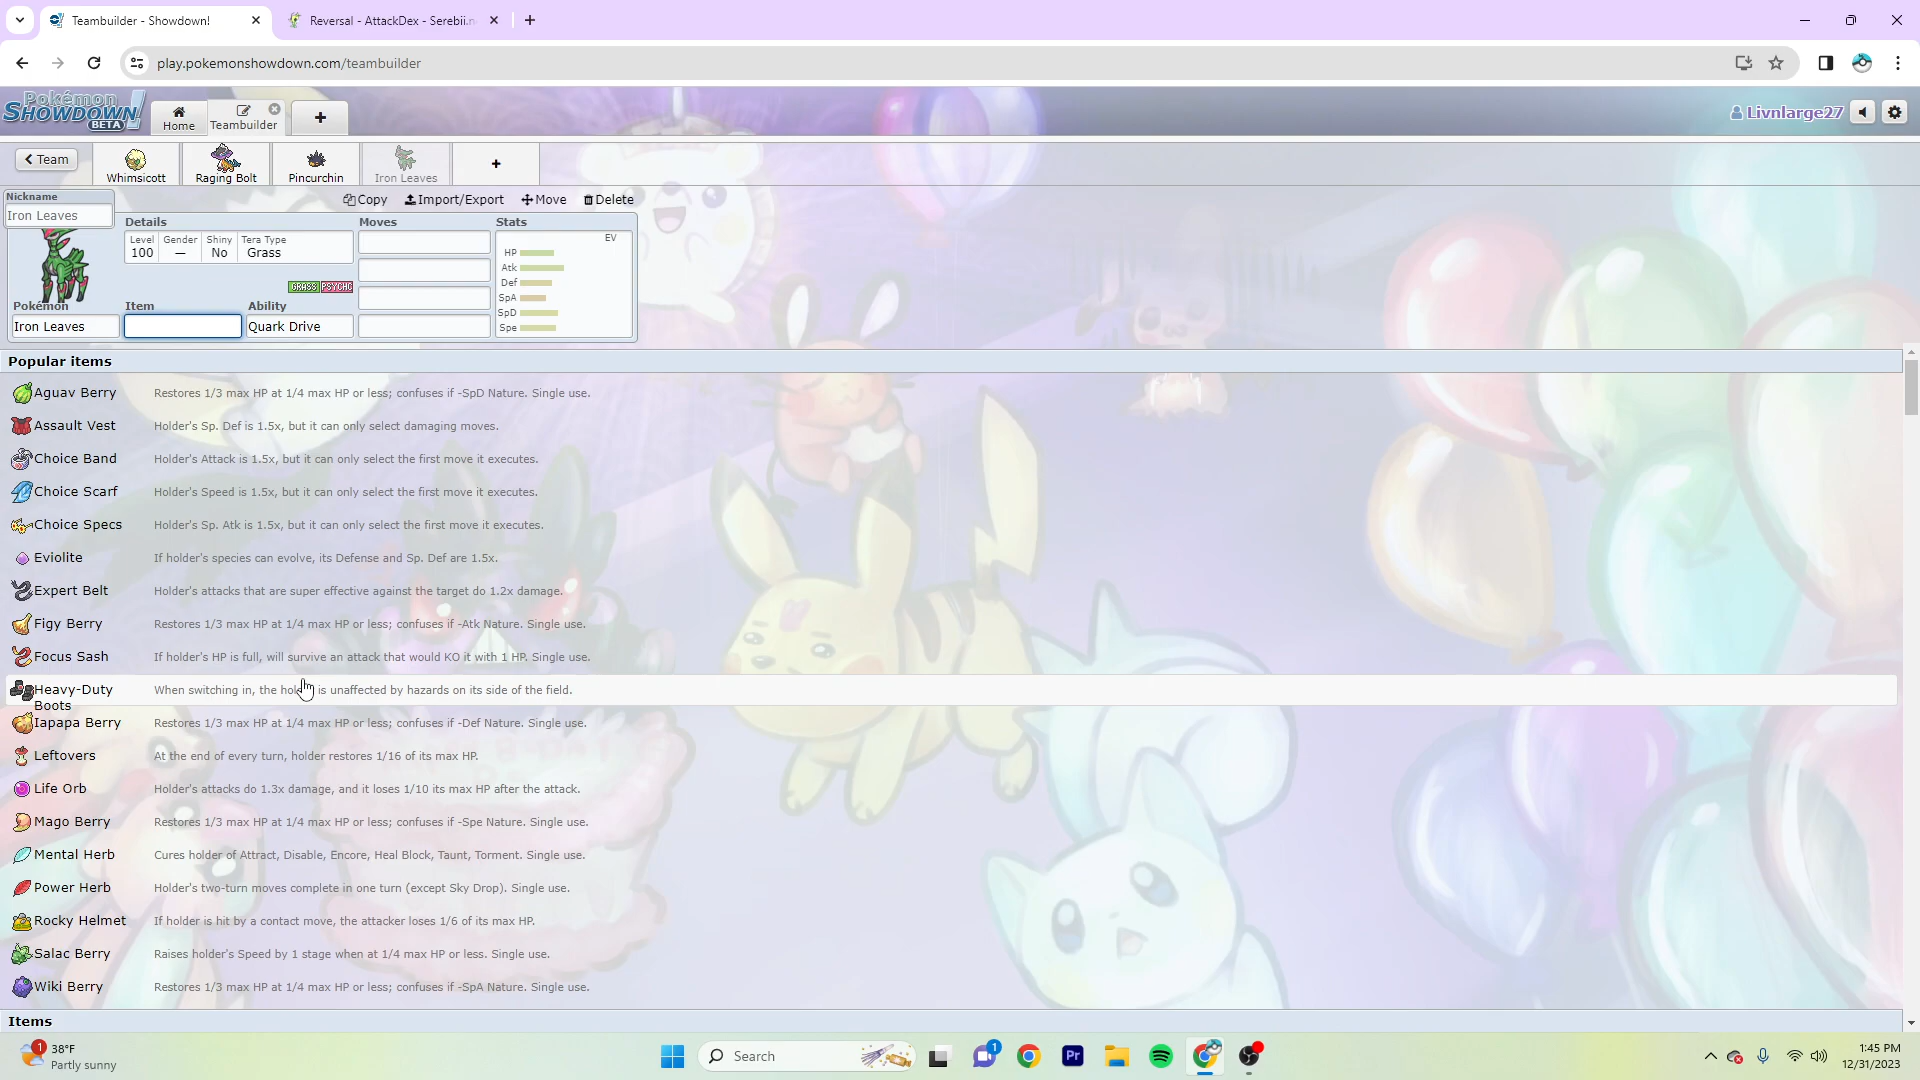 Teambuilder - Showdown!
Reversal - AttackDex - Serebii.n
play.pokemonshowdown.com/teambuilder
Pokémon
SHOWDOWN!
BETA
Home
Teambuilder
+
Livnlarge27
< Team
Whimsicott
Raging Bolt
Pincurchin
Iron Leaves
+
Nickname
Iron Leaves
Copy
Import/Export
Move
Delete
Details
Level
Gender
Shiny
Tera Type
100
—
No
Grass
GRASS PSYCHC
Pokémon
Item
Ability
Iron Leaves
Quark Drive
Moves
Stats
EV
HP
Atk
Def
SpA
SpD
Spe
Popular items
Aguav Berry Restores 1/3 max HP at 1/4 max HP or less; confuses if -SpD Nature. Single use.
Assault Vest Holder's Sp. Def is 1.5x, but it can only select damaging moves.
Choice Band Holder's Attack is 1.5x, but it can only select the first move it executes.
Choice Scarf Holder's Speed is 1.5x, but it can only select the first move it executes.
Choice Specs Holder's Sp. Atk is 1.5x, but it can only select the first move it executes.
Eviolite If holder's species can evolve, its Defense and Sp. Def are 1.5x.
Expert Belt Holder's attacks that are super effective against the target do 1.2x damage.
Figy Berry Restores 1/3 max HP at 1/4 max HP or less; confuses if -Atk Nature. Single use.
Focus Sash If holder's HP is full, will survive an attack that would KO it with 1 HP. Single use.
Heavy-Duty Boots When switching in, the hol is unaffected by hazards on its side of the field.
Iapapa Berry Restores 1/3 max HP at 1/4 max HP or less; confuses if -Def Nature. Single use.
Leftovers At the end of every turn, holder restores 1/16 of its max HP.
Life Orb Holder's attacks do 1.3x damage, and it loses 1/10 its max HP after the attack.
Mago Berry Restores 1/3 max HP at 1/4 max HP or less; confuses if -Spe Nature. Single use.
Mental Herb Cures holder of Attract, Disable, Encore, Heal Block, Taunt, Torment. Single use.
Power Herb Holder's two-turn moves complete in one turn (except Sky Drop). Single use.
Rocky Helmet If holder is hit by a contact move, the attacker loses 1/6 of its max HP.
Salac Berry Raises holder's Speed by 1 stage when at 1/4 max HP or less. Single use.
Wiki Berry Restores 1/3 max HP at 1/4 max HP or less; confuses if -SpA Nature. Single use.
Items
1
38°F
Partly sunny
Search
1
Pr
1:45 PM
12/31/2023